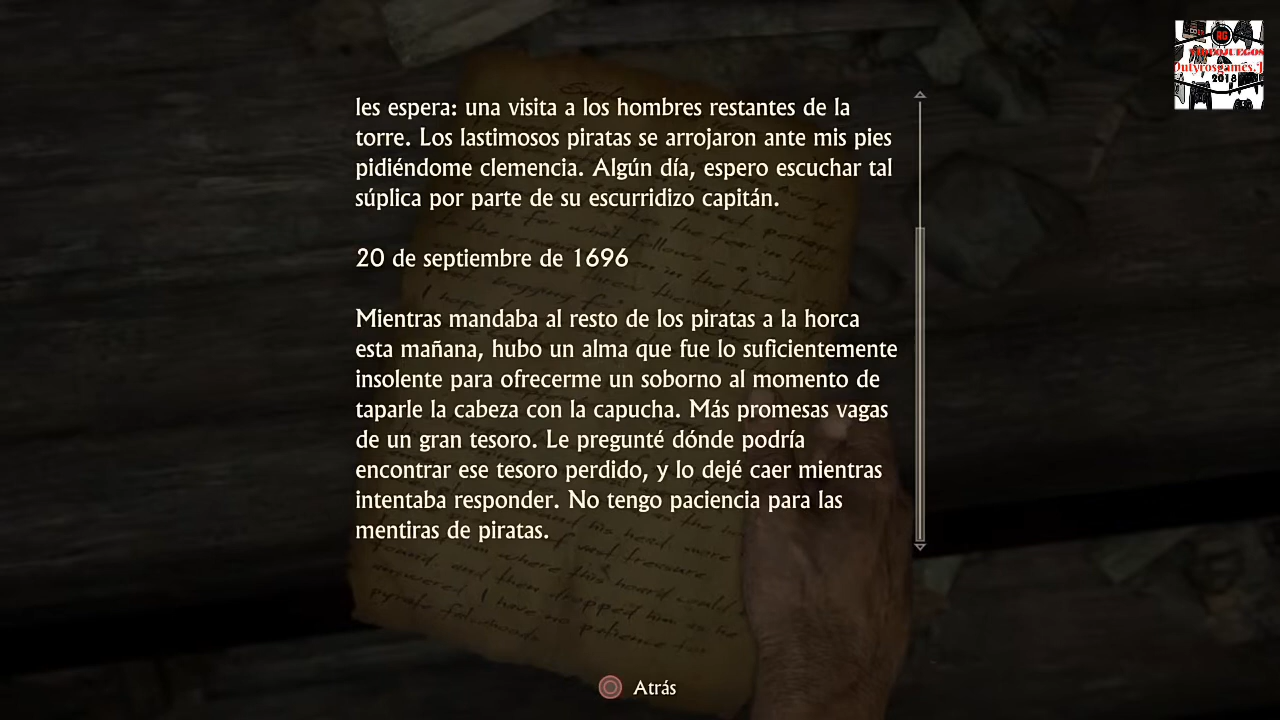 les espera: una visita a los hombres restantes de la
torre. Los lastimosos piratas se arrojaron ante mis pies
pidiéndome clemencia. Algún día, espero escuchar tal
súplica por parte de su escurridizo capitán.
20 de septiembre de 1696
Mientras mandaba al resto de los piratas a la horca
esta mañana, hubo un alma que fue lo suficientemente
insolente para ofrecerme un soborno al momento de
taparle la cabeza con la capucha. Más promesas vagas
de un gran tesoro. Le pregunté dónde podría
encontrar ese tesoro perdido, y lo dejé caer mientras
intentaba responder. No tengo paciencia para las
mentiras de piratas.
Atrás
AG
VIDEOJUEGOS
2018